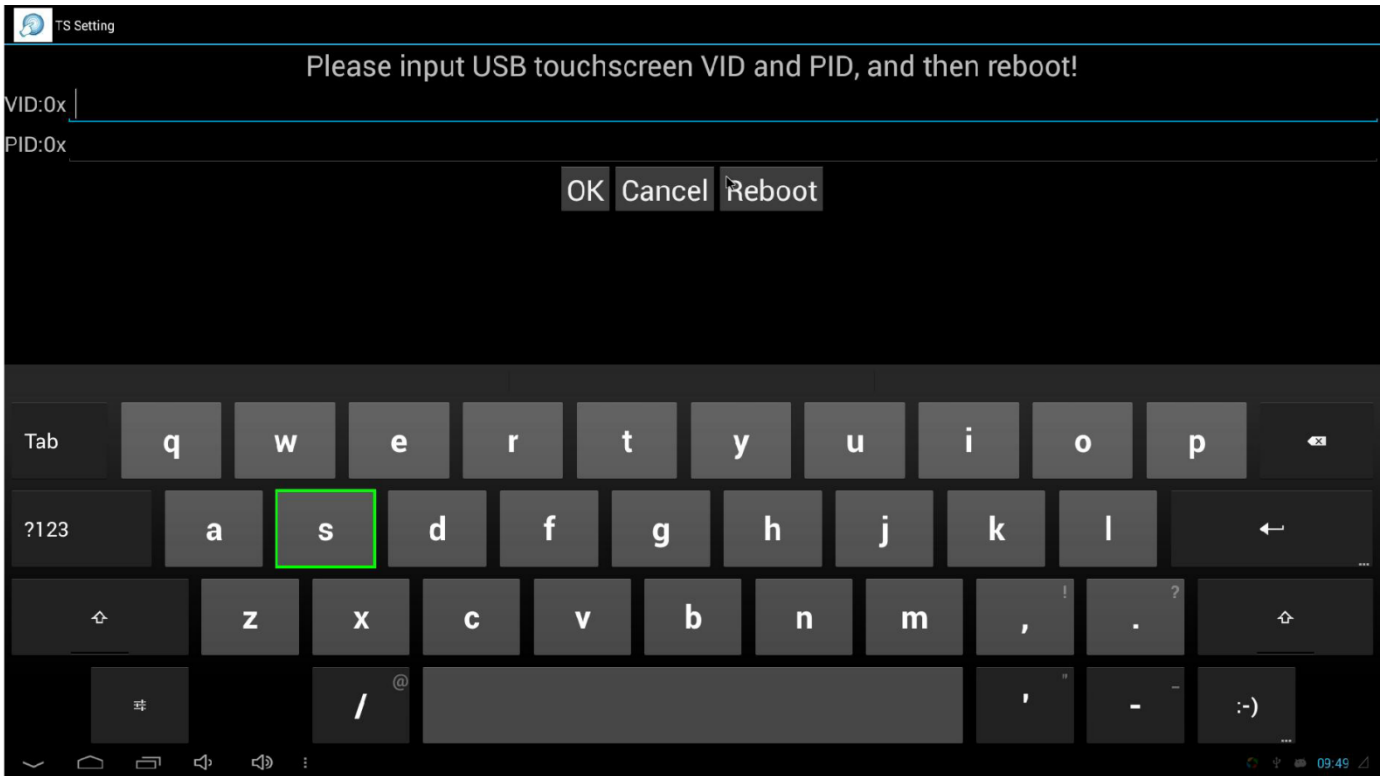 TS Setting
Please input USB touchscreen VID and PID, and then reboot!
VID:0x
PID:0x
OK Cancel Reboot
Tab q w e r t y u i o p
?123 a s d f g h j k l
...
z x c v b n m , ! . ?
/ @ ' " - _ :-)
...
09:49